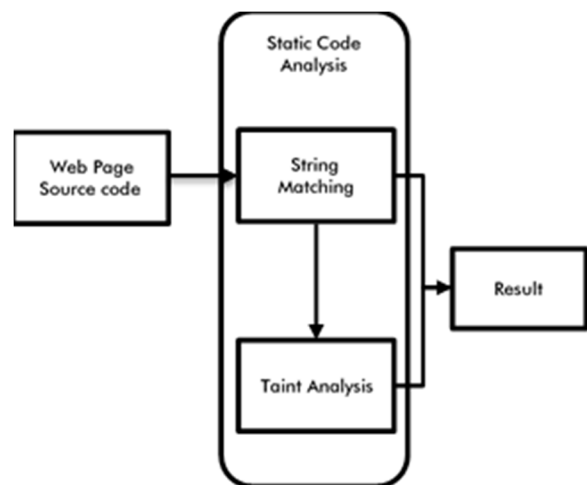 Static Code
Analysis
Web Page
Source code
String
Matching
Result
Taint Analysis